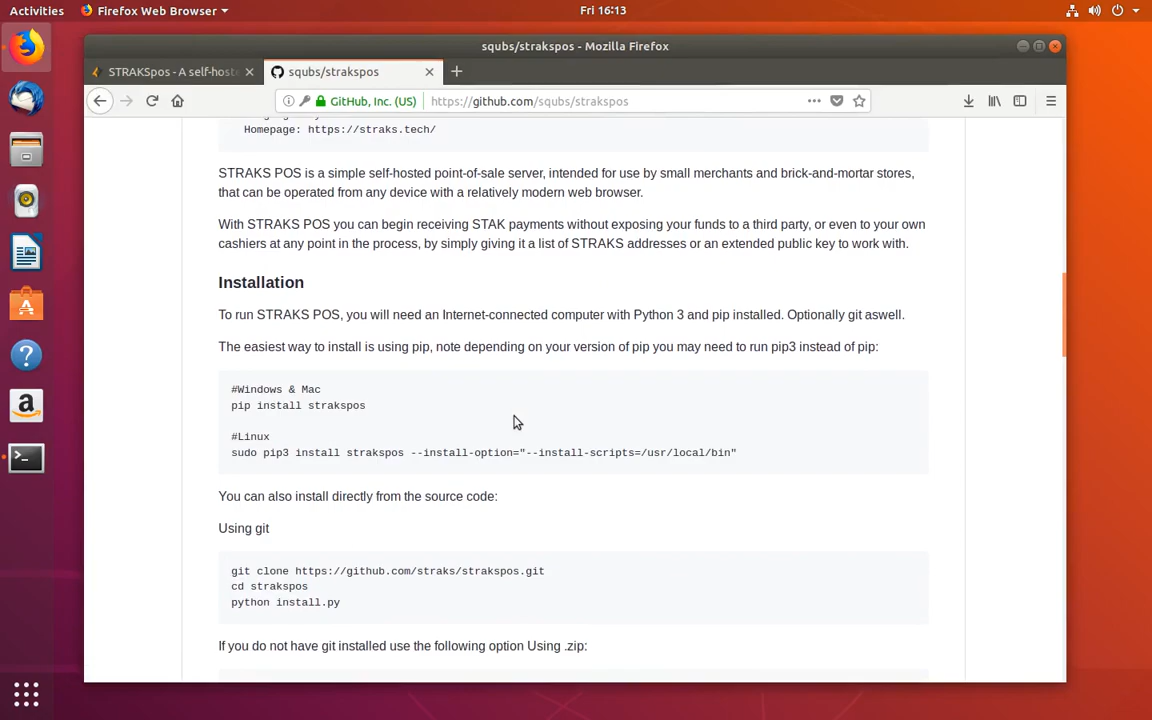 Activities
Firefox Web Browser
Fri 16:13
squbs/strakspos - Mozilla Firefox
STRAKSpos - A self-hoste
squbs/strakspos
GitHub, Inc. (US)
https://github.com/squbs/strakspos
Homepage: https://straks.tech/
STRAKS POS is a simple self-hosted point-of-sale server, intended for use by small merchants and brick-and-mortar stores,
that can be operated from any device with a relatively modern web browser.
With STRAKS POS you can begin receiving STAK payments without exposing your funds to a third party, or even to your own
cashiers at any point in the process, by simply giving it a list of STRAKS addresses or an extended public key to work with.
Installation
To run STRAKS POS, you will need an Internet-connected computer with Python 3 and pip installed. Optionally git aswell.
The easiest way to install is using pip, note depending on your version of pip you may need to run pip3 instead of pip:
#Windows & Mac
pip install strakspos
#Linux
sudo pip3 install strakspos --install-option="--install-scripts=/usr/local/bin"
You can also install directly from the source code:
Using git
git clone https://github.com/straks/strakspos.git
cd strakspos
python install.py
If you do not have git installed use the following option Using .zip: